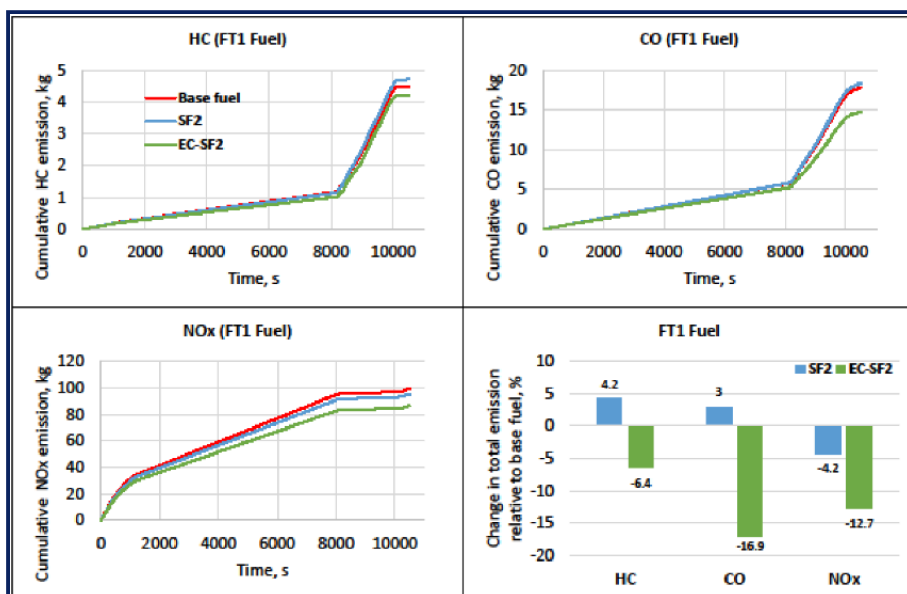 HC (FT1 Fuel)
Cumulative HC emission, kg
5
4
3
2
1
0
Base fuel
SF2
EC-SF2
0 2000 4000 6000 8000 10000
Time, s
CO (FT1 Fuel)
Cumulative CO emission, kg
20
15
10
5
0
0 2000 4000 6000 8000 10000
Time, s
NOx (FT1 Fuel)
Cumulative NOx emission, kg
120
100
80
60
40
20
0
0 2000 4000 6000 8000 10000
Time, s
FT1 Fuel
Change in total emission
relative to base fuel, %
10
5
0
-5
-10
-15
-20
SF2 EC-SF2
4.2
3
-4.2
-6.4
-12.7
-16.9
HC CO NOx